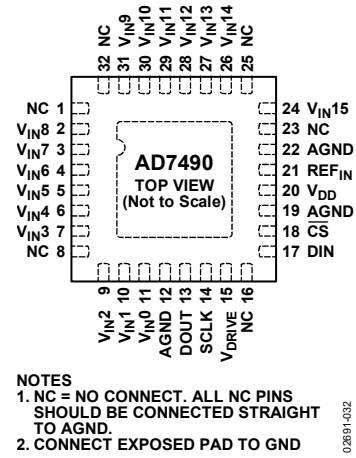 32 NC
31 VIN9
30 VIN10
29 VIN11
28 VIN12
27 VIN13
26 VIN14
25 NC
NC 1
VIN8 2
VIN7 3
VIN6 4
VIN5 5
VIN4 6
VIN3 7
NC 8
AD7490
TOP VIEW
(Not to Scale)
24 VIN15
23 NC
22 AGND
21 REFIN
20 VDD
19 AGND
18 CS
17 DIN
VIN2 9
VIN1 10
VIN0 11
AGND 12
DOUT 13
SCLK 14
VDRIVE 15
NC 16
NOTES
1. NC = NO CONNECT. ALL NC PINS
SHOULD BE CONNECTED STRAIGHT
TO AGND.
2. CONNECT EXPOSED PAD TO GND
02691-032